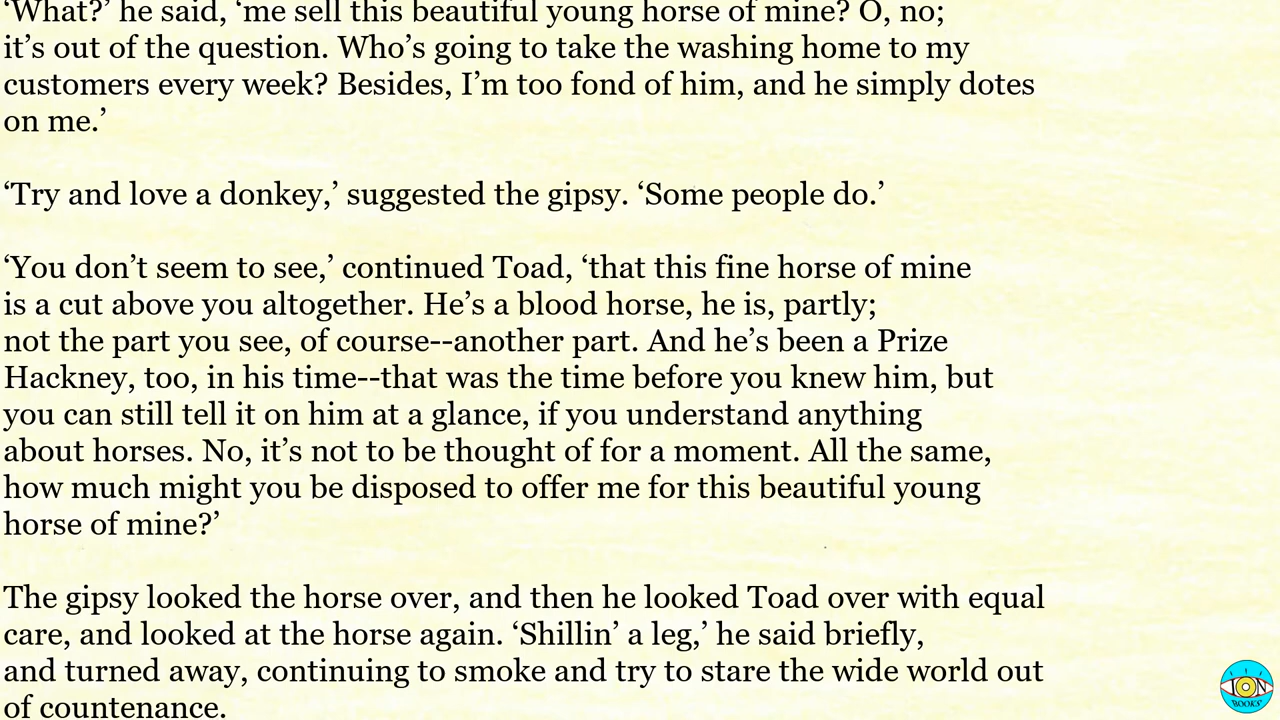 ‘What?’ he said, ‘me sell this beautiful young horse of mine? O, no;
it’s out of the question. Who’s going to take the washing home to my
customers every week? Besides, I’m too fond of him, and he simply dotes
on me.’
‘Try and love a donkey,’ suggested the gipsy. ‘Some people do.’
‘You don’t seem to see,’ continued Toad, ‘that this fine horse of mine
is a cut above you altogether. He’s a blood horse, he is, partly;
not the part you see, of course--another part. And he’s been a Prize
Hackney, too, in his time--that was the time before you knew him, but
you can still tell it on him at a glance, if you understand anything
about horses. No, it’s not to be thought of for a moment. All the same,
how much might you be disposed to offer me for this beautiful young
horse of mine?’
The gipsy looked the horse over, and then he looked Toad over with equal
care, and looked at the horse again. ‘Shillin’ a leg,’ he said briefly,
and turned away, continuing to smoke and try to stare the wide world out
of countenance.
ION
BOOKS